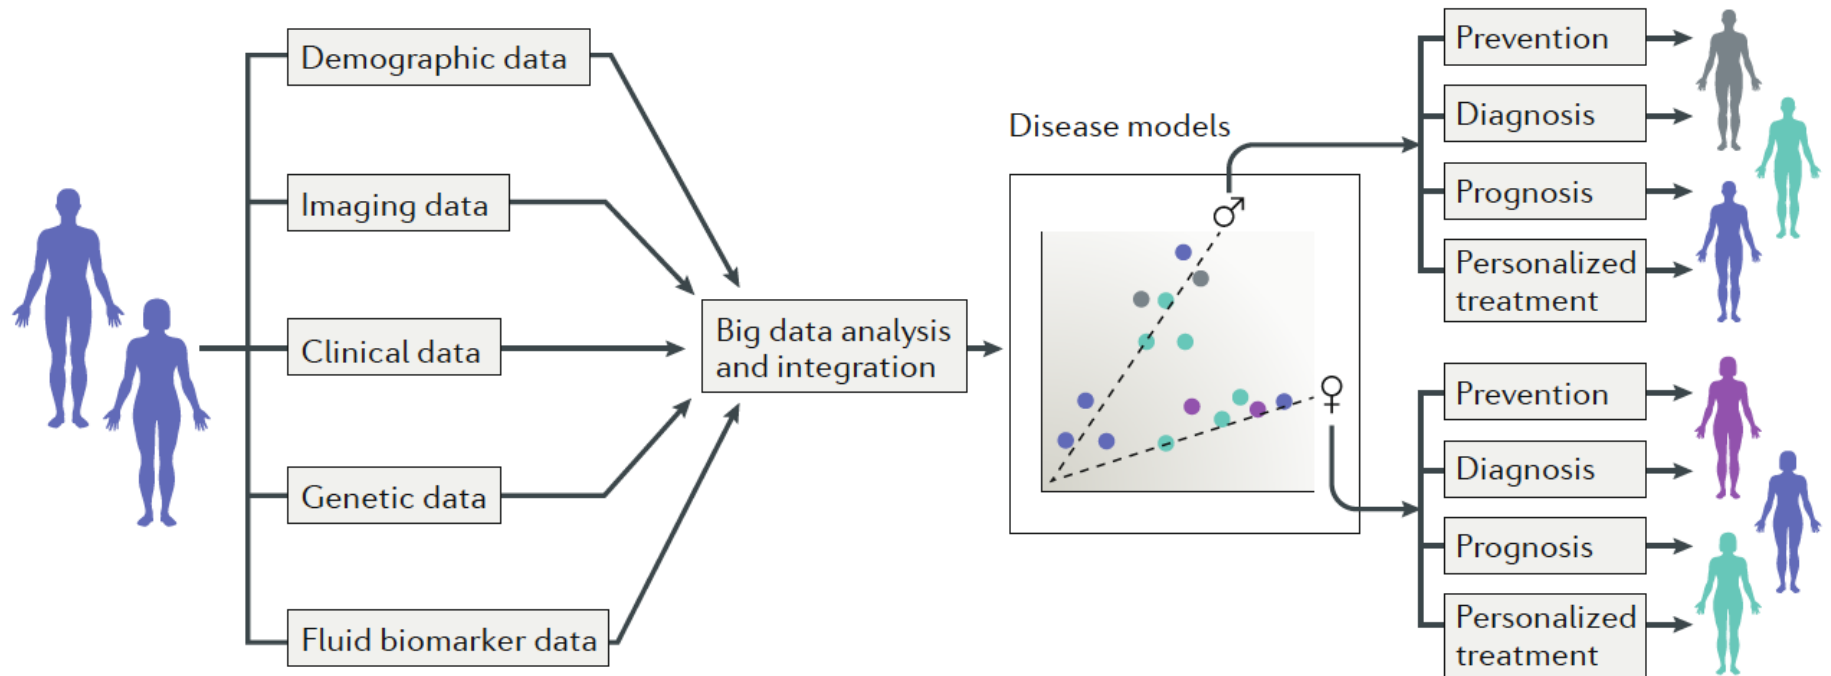 Demographic data
Imaging data
Clinical data
Genetic data
Fluid biomarker data
Big data analysis
and integration
Disease models
♂
♀
Prevention
Diagnosis
Prognosis
Personalized
treatment
Prevention
Diagnosis
Prognosis
Personalized
treatment